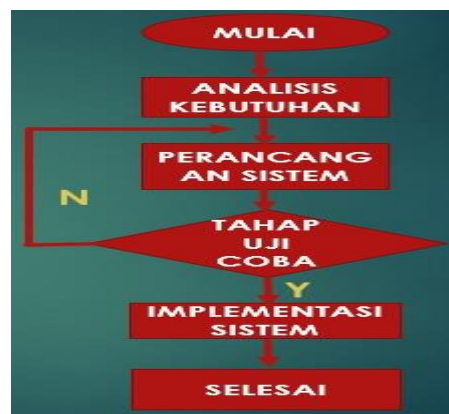 MULAI
ANALISIS
KEBUTUHAN
PERANCANG
AN SISTEM
N
TAHAP
UJI
COBA
Y
IMPLEMENTASI
SISTEM
SELESAI